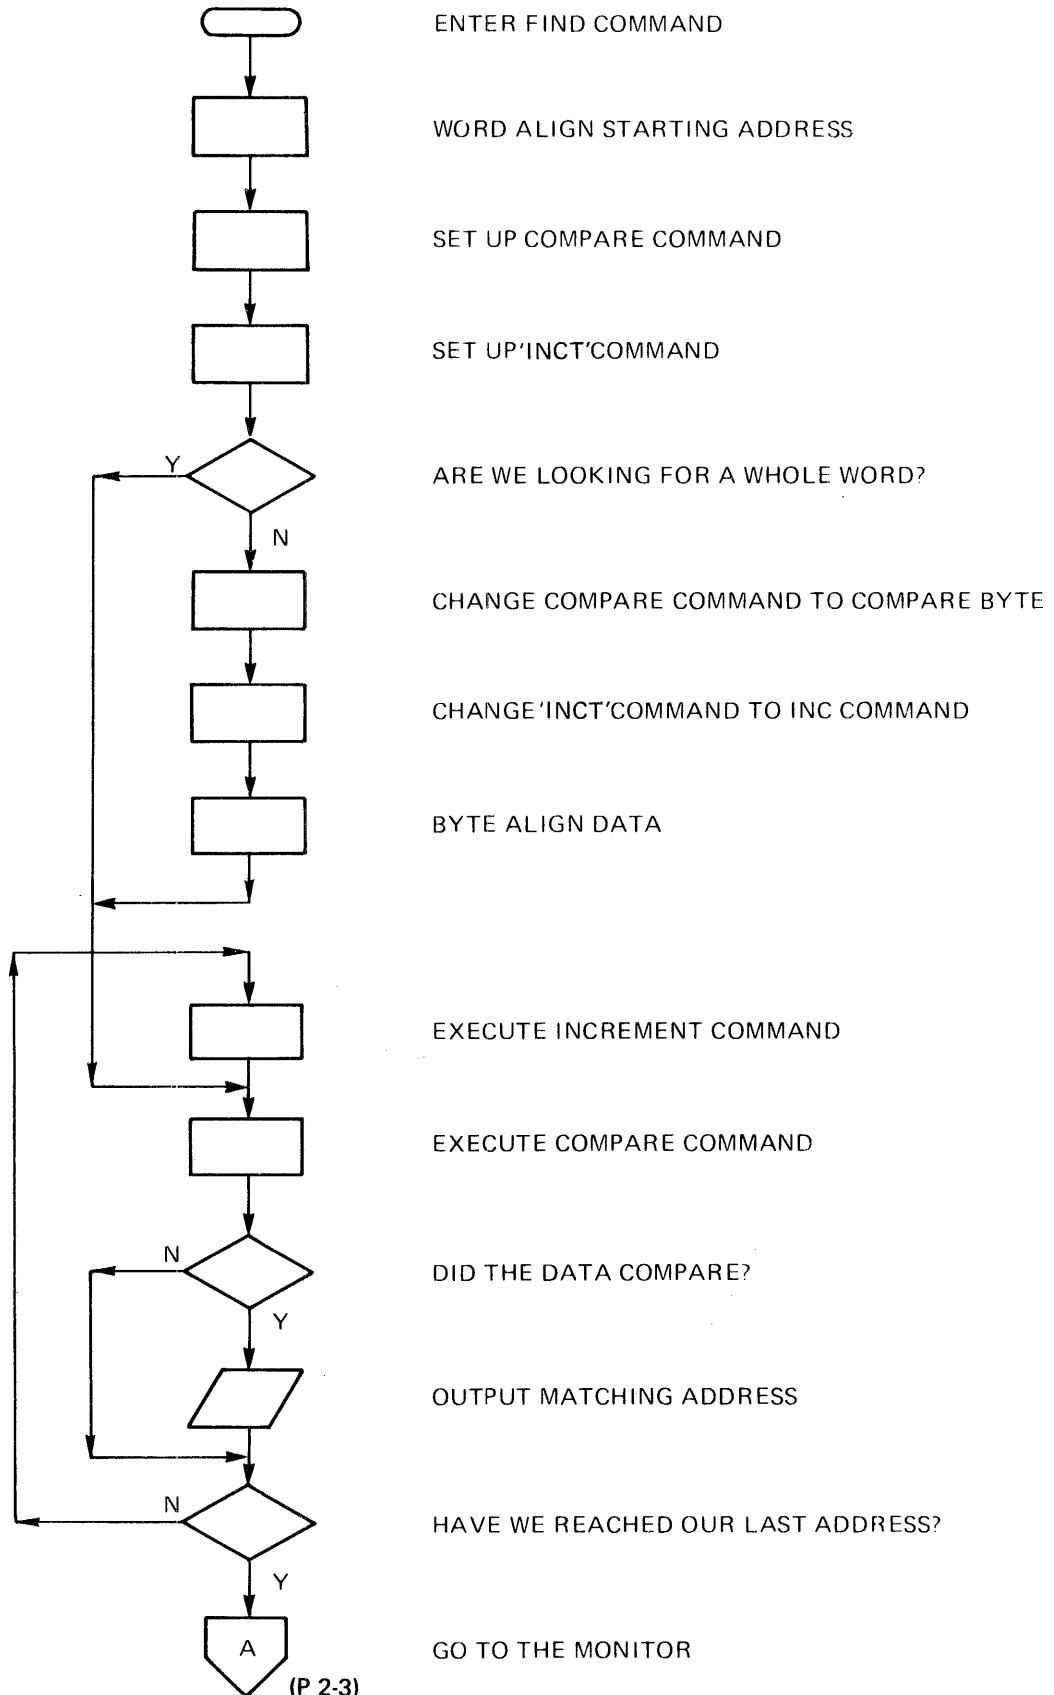 ENTER FIND COMMAND
WORD ALIGN STARTING ADDRESS
SET UP COMPARE COMMAND
SET UP 'INCT' COMMAND
Y
ARE WE LOOKING FOR A WHOLE WORD?
N
CHANGE COMPARE COMMAND TO COMPARE BYTE
CHANGE 'INCT' COMMAND TO INC COMMAND
BYTE ALIGN DATA
EXECUTE INCREMENT COMMAND
EXECUTE COMPARE COMMAND
N
DID THE DATA COMPARE?
Y
OUTPUT MATCHING ADDRESS
N
HAVE WE REACHED OUR LAST ADDRESS?
Y
A
GO TO THE MONITOR
(P 2-3)